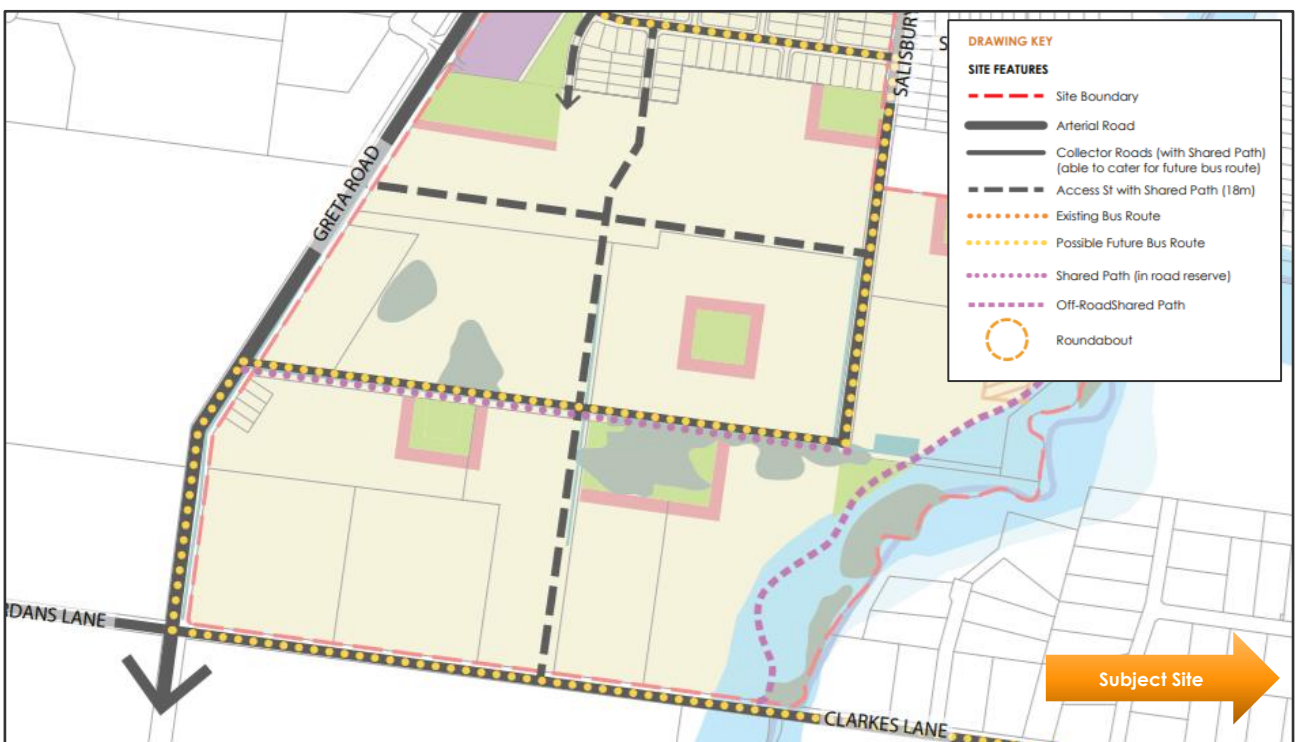 SALISBURY
S
DRAWING KEY
SITE FEATURES
Site Boundary
Arterial Road
Collector Roads (with Shared Path)
(able to cater for future bus route)
Access St with Shared Path (18m)
Existing Bus Route
Possible Future Bus Route
Shared Path (in road reserve)
Off-RoadShared Path
Roundabout
GRETA ROAD
RDANS LANE
Subject Site
CLARKES LANE